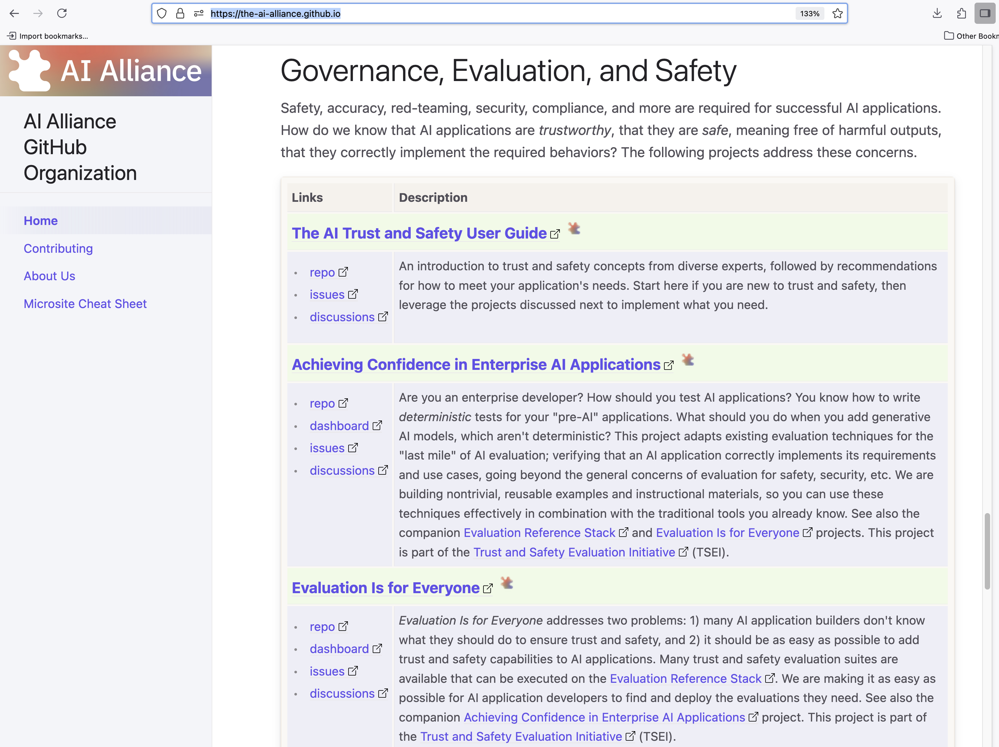 https://the-ai-alliance.github.io
133%
Import bookmarks...
Other Bookm
AI Alliance
AI Alliance
GitHub
Organization
Home
Contributing
About Us
Microsite Cheat Sheet
Governance, Evaluation, and Safety
Safety, accuracy, red-teaming, security, compliance, and more are required for successful AI applications.
How do we know that AI applications are trustworthy, that they are safe, meaning free of harmful outputs,
that they correctly implement the required behaviors? The following projects address these concerns.
Links Description
The AI Trust and Safety User Guide
• repo
• issues
• discussions
An introduction to trust and safety concepts from diverse experts, followed by recommendations
for how to meet your application's needs. Start here if you are new to trust and safety, then
leverage the projects discussed next to implement what you need.
Achieving Confidence in Enterprise AI Applications
• repo
• dashboard
• issues
• discussions
Are you an enterprise developer? How should you test AI applications? You know how to write
deterministic tests for your "pre-AI" applications. What should you do when you add generative
AI models, which aren't deterministic? This project adapts existing evaluation techniques for the
"last mile" of AI evaluation; verifying that an AI application correctly implements its requirements
and use cases, going beyond the general concerns of evaluation for safety, security, etc. We are
building nontrivial, reusable examples and instructional materials, so you can use these
techniques effectively in combination with the traditional tools you already know. See also the
companion Evaluation Reference Stack and Evaluation Is for Everyone projects. This project
is part of the Trust and Safety Evaluation Initiative (TSEI).
Evaluation Is for Everyone
• repo
• dashboard
• issues
• discussions
Evaluation Is for Everyone addresses two problems: 1) many AI application builders don't know
what they should do to ensure trust and safety, and 2) it should be as easy as possible to add
trust and safety capabilities to AI applications. Many trust and safety evaluation suites are
available that can be executed on the Evaluation Reference Stack. We are making it as easy as
possible for AI application developers to find and deploy the evaluations they need. See also the
companion Achieving Confidence in Enterprise AI Applications project. This project is part of
the Trust and Safety Evaluation Initiative (TSEI).